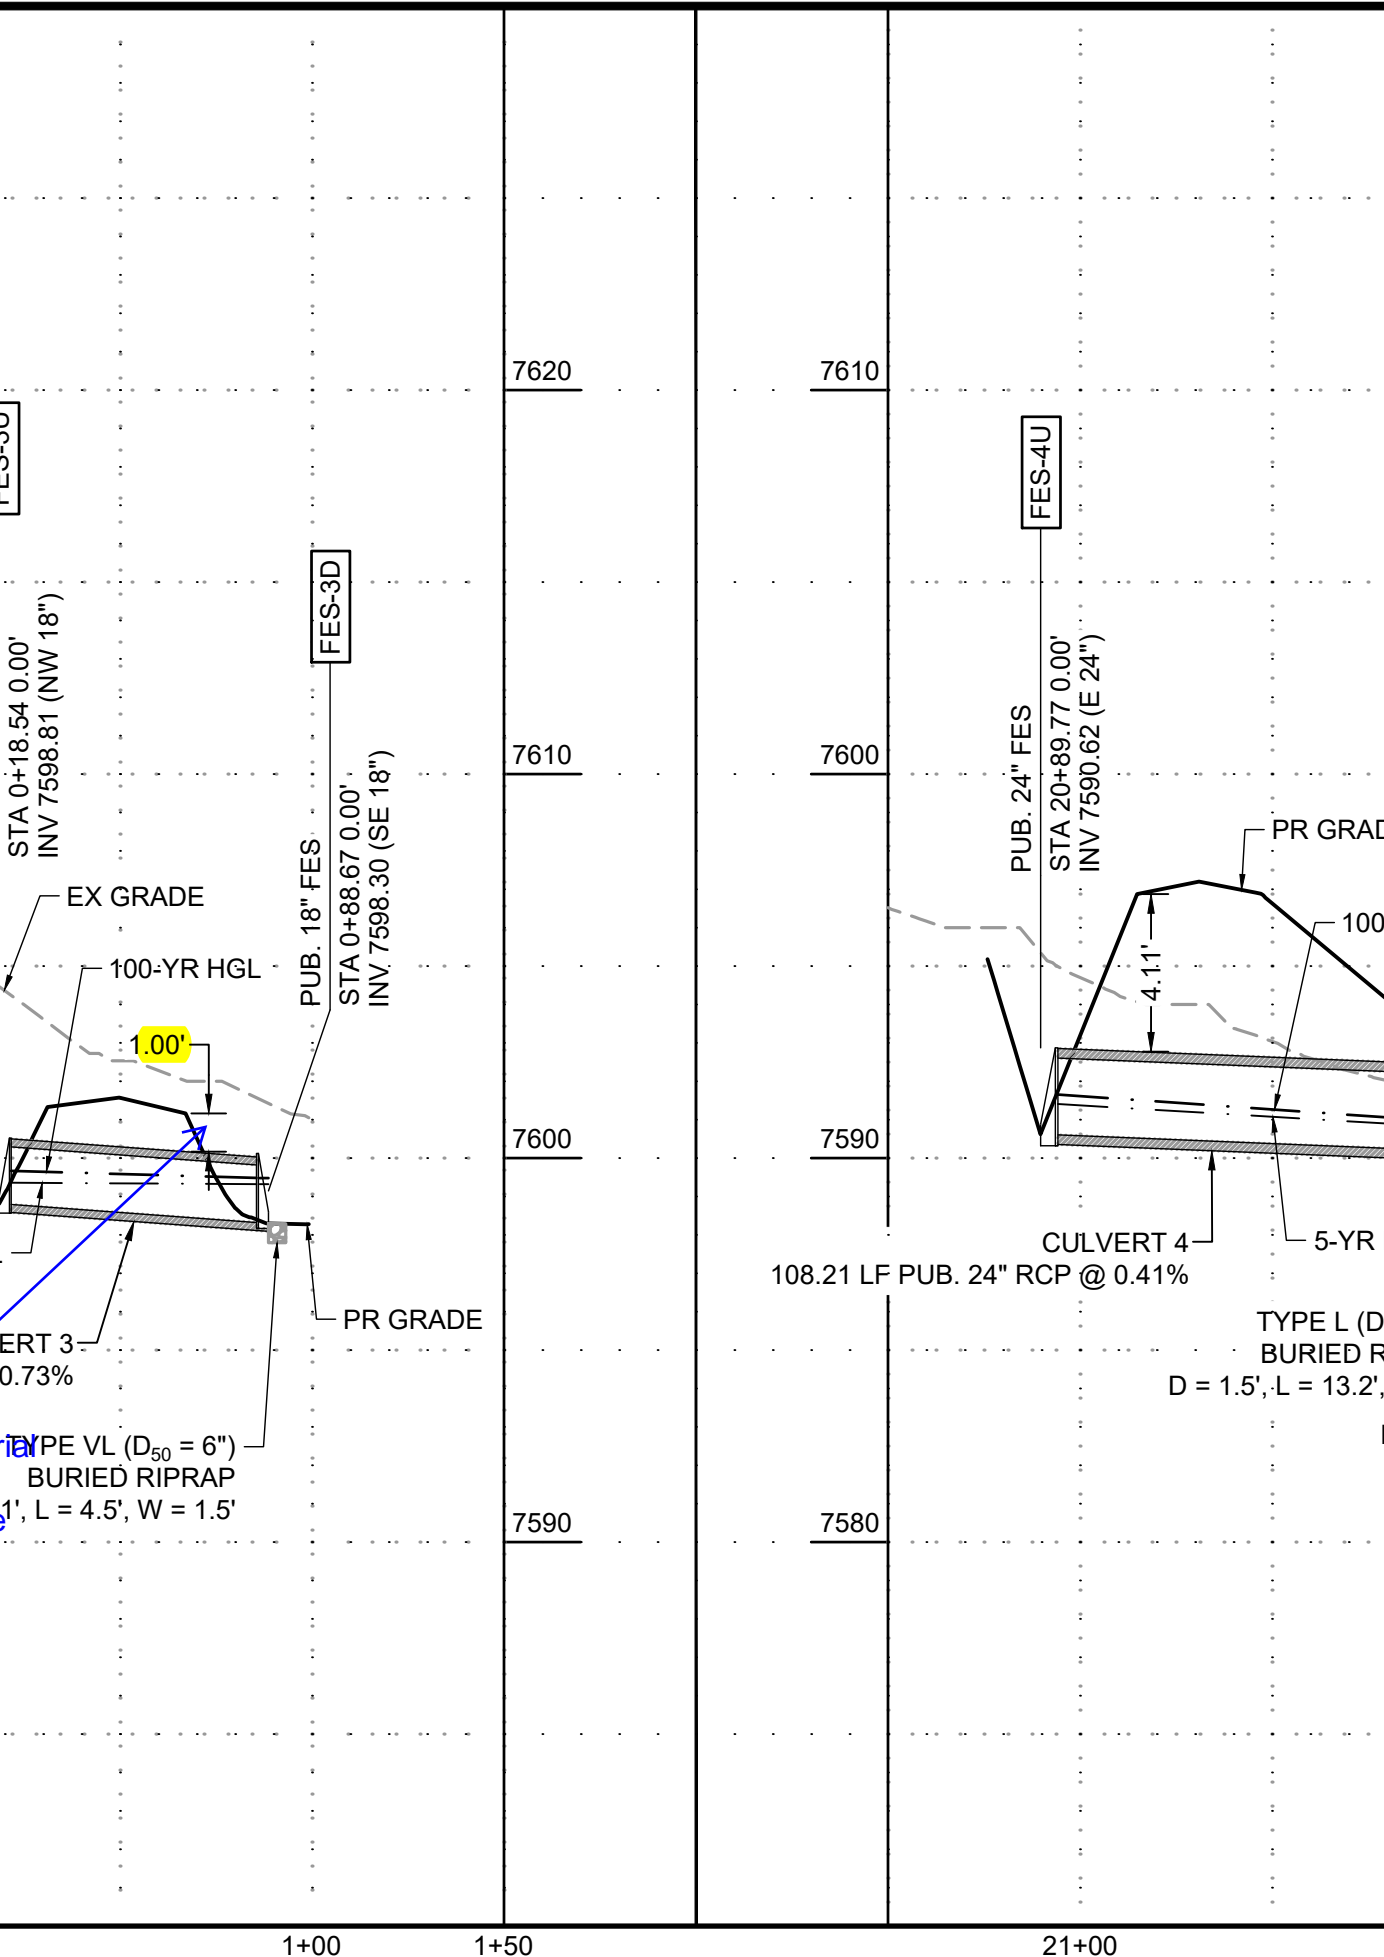 7620
7610
7600
7590
7610
7600
7590
7580
STA 0+18.54 0.00'
INV 7598.81 (NW 18")
EX GRADE
100-YR HGL
1.00'
FES-3D
PUB. 18" FES
STA 0+88.67 0.00'
INV 7598.30 (SE 18")
ERT 3
0.73%
PR GRADE
rial
TYPE VL (D50 = 6")
BURIED RIPRAP
1', L = 4.5', W = 1.5'
e
1+00
1+50
FES-4U
PUB. 24" FES
STA 20+89.77 0.00'
INV 7590.62 (E 24")
PR GRAD
100
4.11'
CULVERT 4
108.21 LF PUB. 24" RCP @ 0.41%
5-YR
TYPE L (D
BURIED R
D = 1.5', L = 13.2',
21+00